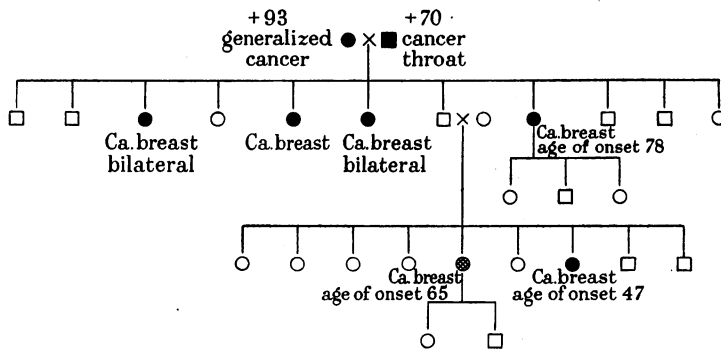 +93
generalized
cancer
+70
cancer
throat
Ca.breast
bilateral
Ca.breast
Ca.breast
bilateral
Ca.breast
age of onset 78
Ca.breast
age of onset 65
Ca.breast
age of onset 47